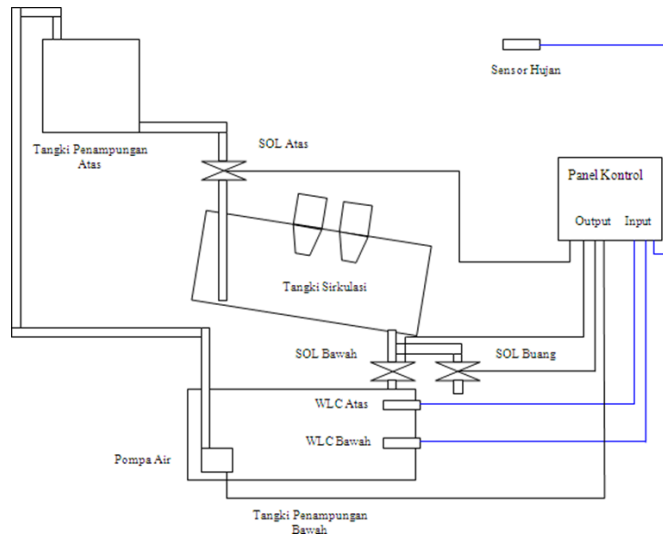 Sensor Hujan
Tangki Penampungan
Atas
SOL Atas
Panel Kontrol
Output Input
Tangki Sirkulasi
SOL Bawah
SOL Buang
WLC Atas
WLC Bawah
Pompa Air
Tangki Penampungan
Bawah